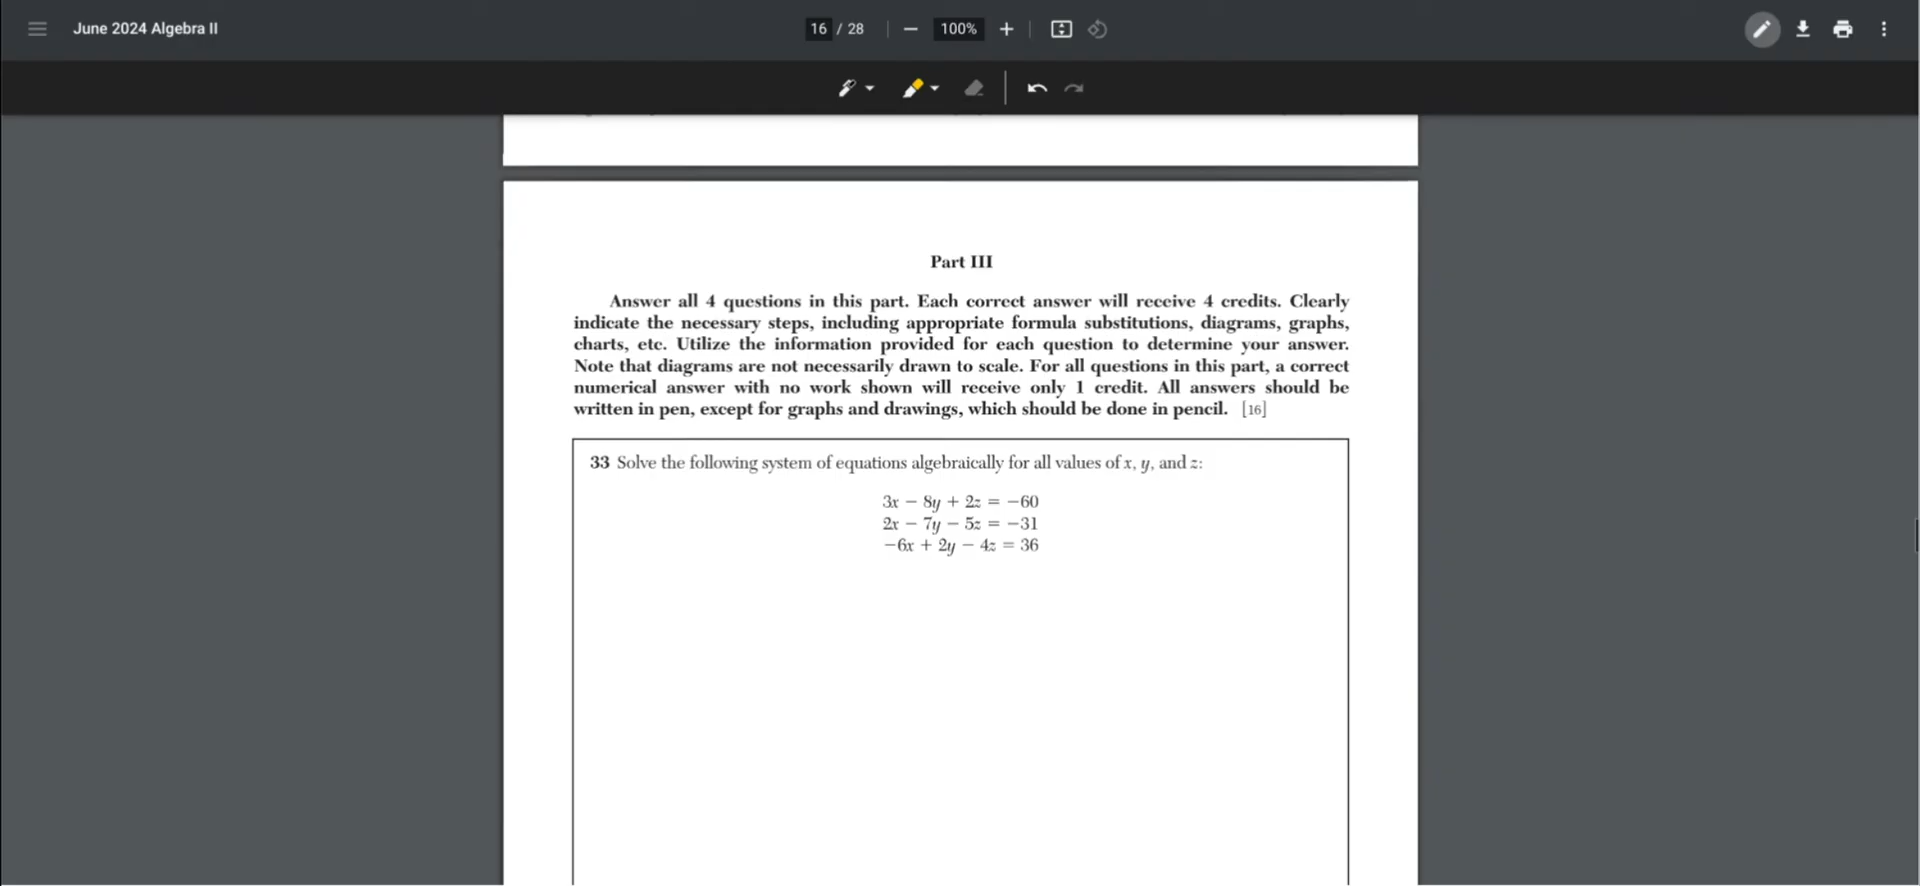 June 2024 Algebra II
16 / 28
100%
Part III
Answer all 4 questions in this part. Each correct answer will receive 4 credits. Clearly
indicate the necessary steps, including appropriate formula substitutions, diagrams, graphs,
charts, etc. Utilize the information provided for each question to determine your answer.
Note that diagrams are not necessarily drawn to scale. For all questions in this part, a correct
numerical answer with no work shown will receive only 1 credit. All answers should be
written in pen, except for graphs and drawings, which should be done in pencil. [16]
33 Solve the following system of equations algebraically for all values of x, y, and z:
3x − 8y + 2z = −60
2x − 7y − 5z = −31
−6x + 2y − 4z = 36